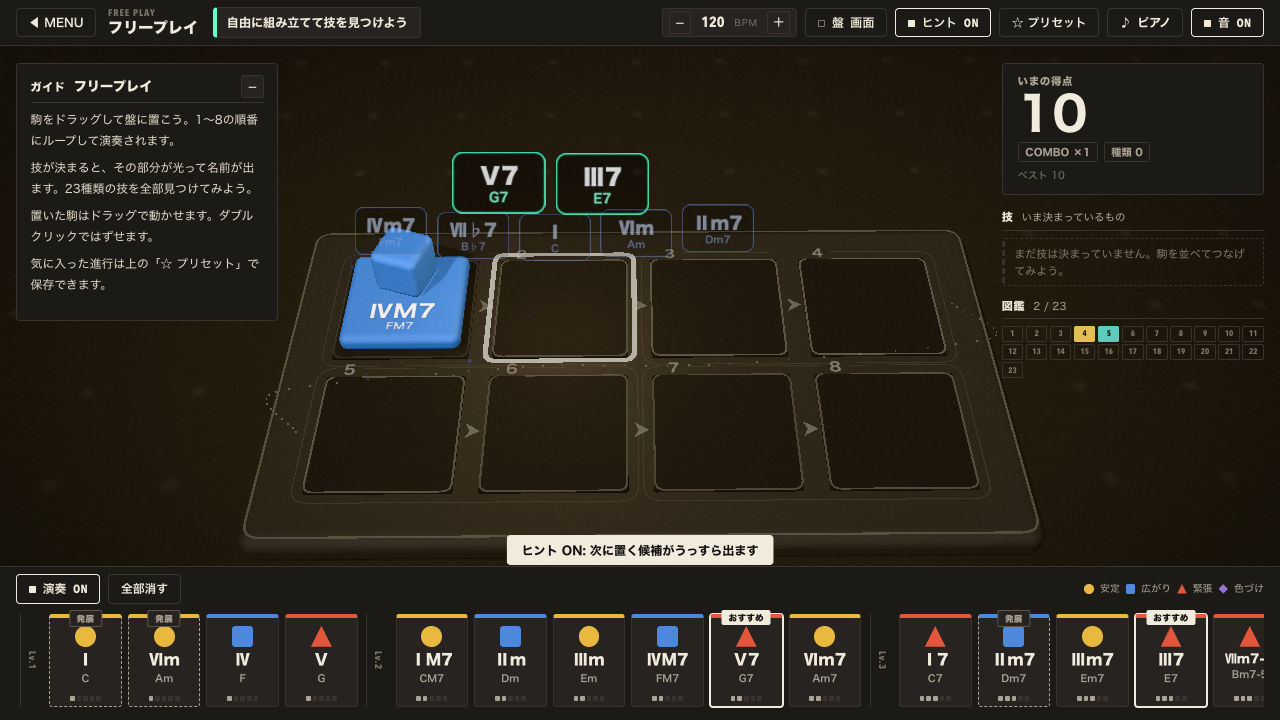 MENU
FREE PLAY
フリープレイ
自由に組み立てて技を見つけよう
− 120 BPM +
盤 画面
ヒント ON
☆ プリセット
♪ ピアノ
音 ON
ガイド フリープレイ −
駒をドラッグして盤に置こう。1〜8の順番
にループして演奏されます。
技が決まると、その部分が光って名前が出
ます。23種類の技を全部見つけてみよう。
置いた駒はドラッグで動かせます。ダブル
クリックではずせます。
気に入った進行は上の「☆ プリセット」で
保存できます。
いまの得点
10
COMBO ×1 種類 0
ベスト 10
技 いま決まっているもの
まだ技は決まっていません。駒を並べてつなげ
てみよう。
図鑑 2 / 23
1 2 3 4 5 6 7 8 9 10 11
12 13 14 15 16 17 18 19 20 21 22
23
V7
G7
Ⅲ7
E7
Ⅳm7
Fm7
Ⅶ♭7
B♭7
I
C
Ⅵm
Am
Ⅱm7
Dm7
2 3 4
ⅣM7
FM7
5 6 7 8
ヒント ON: 次に置く候補がうっすら出ます
演奏 ON
全部消す
安定 広がり 緊張 色づけ
Lv.1
発展
I
C
発展
Ⅵm
Am
Ⅳ
F
V
G
Lv.2
I M7
CM7
Ⅱm
Dm
Ⅲm
Em
ⅣM7
FM7
おすすめ
V7
G7
Ⅵm7
Am7
Lv.3
I 7
C7
発展
Ⅱm7
Dm7
Ⅲm7
Em7
おすすめ
Ⅲ7
E7
Ⅶm7-
Bm7-5